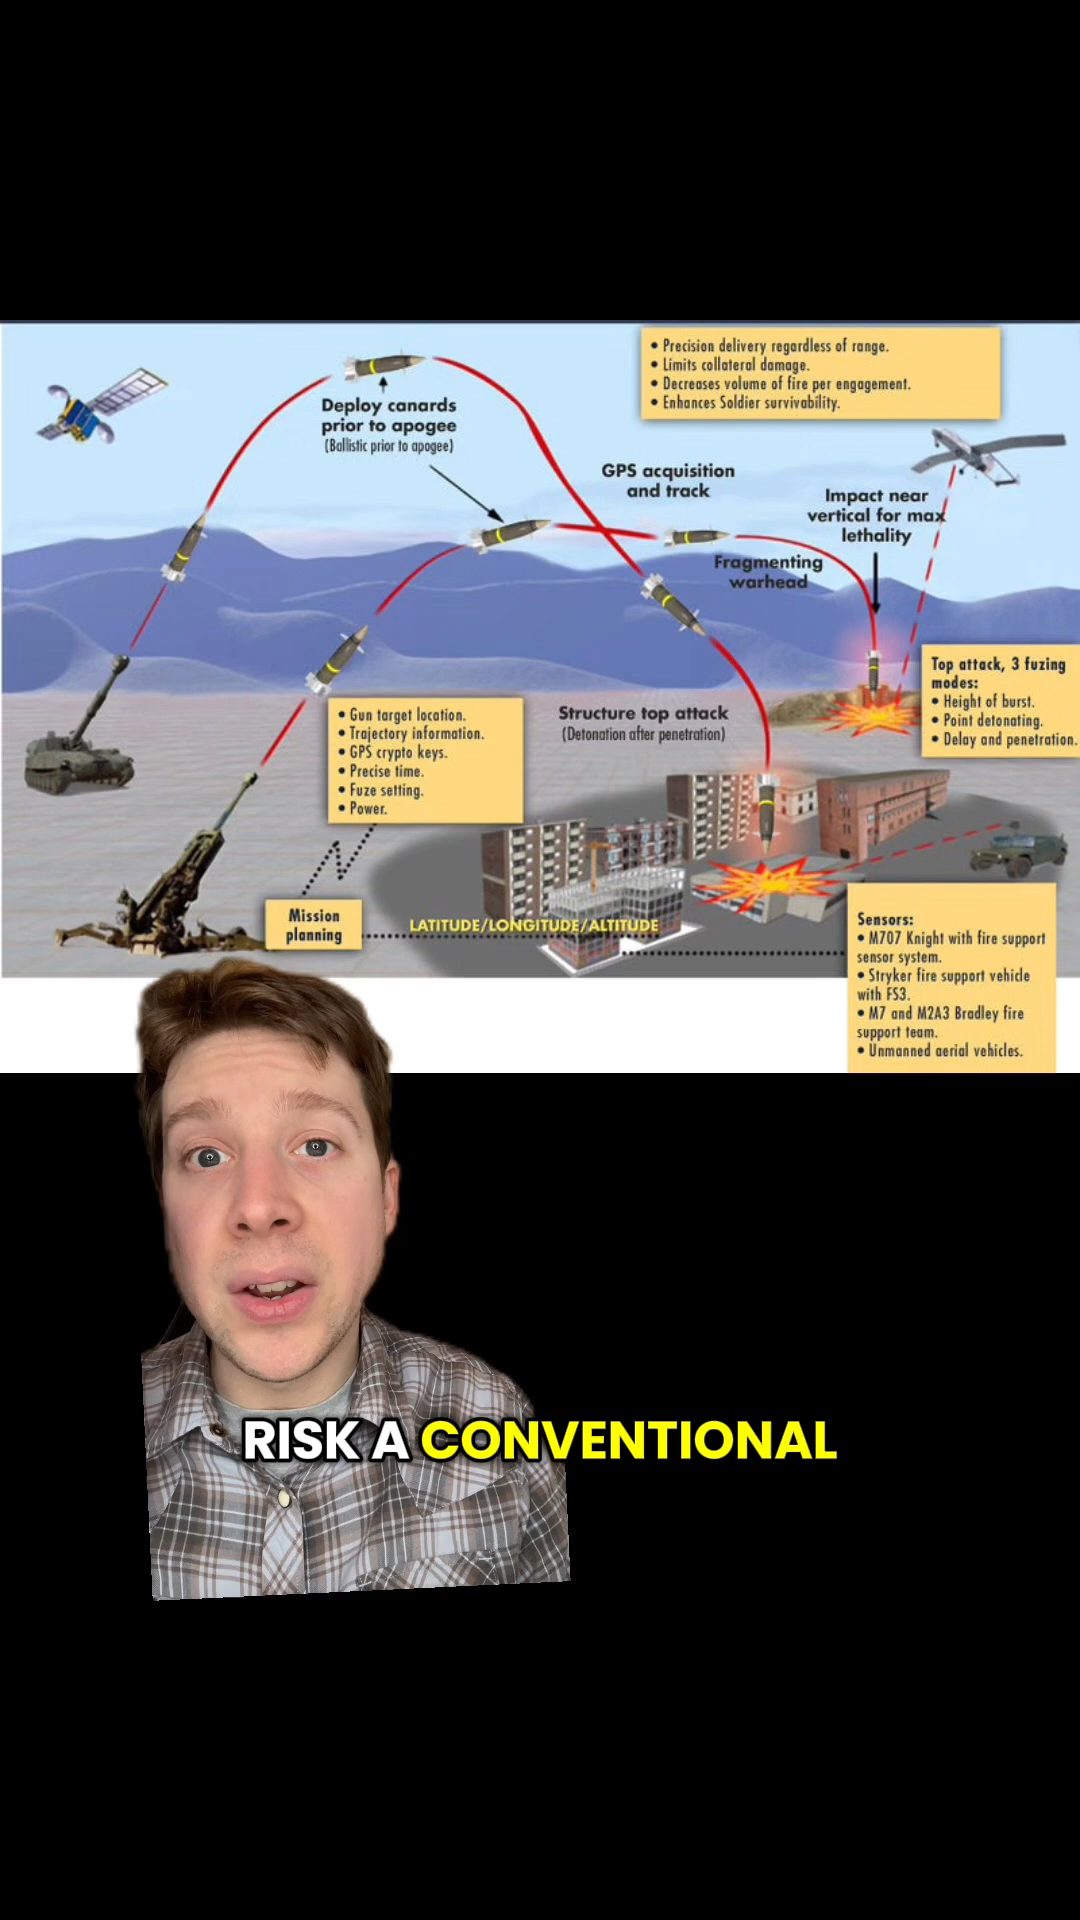 • Precision delivery regardless of range.
• Limits collateral damage.
• Decreases volume of fire per engagement.
• Enhances Soldier survivability.
Deploy canards
prior to apogee
(Ballistic prior to apogee)
GPS acquisition
and track
Impact near
vertical for max
lethality
Fragmenting
warhead
Top attack, 3 fuzing
modes:
• Height of burst.
• Point detonating.
• Delay and penetration.
• Gun target location.
• Trajectory information.
• GPS crypto keys.
• Precise time.
• Fuze setting.
• Power.
Structure top attack
(Detonation after penetration)
Mission
planning
LATITUDE/LONGITUDE/ALTITUDE
Sensors:
• M707 Knight with fire support
sensor system.
• Stryker fire support vehicle
with FS3.
• M7 and M2A3 Bradley fire
support team.
• Unmanned aerial vehicles.
RISK A CONVENTIONAL